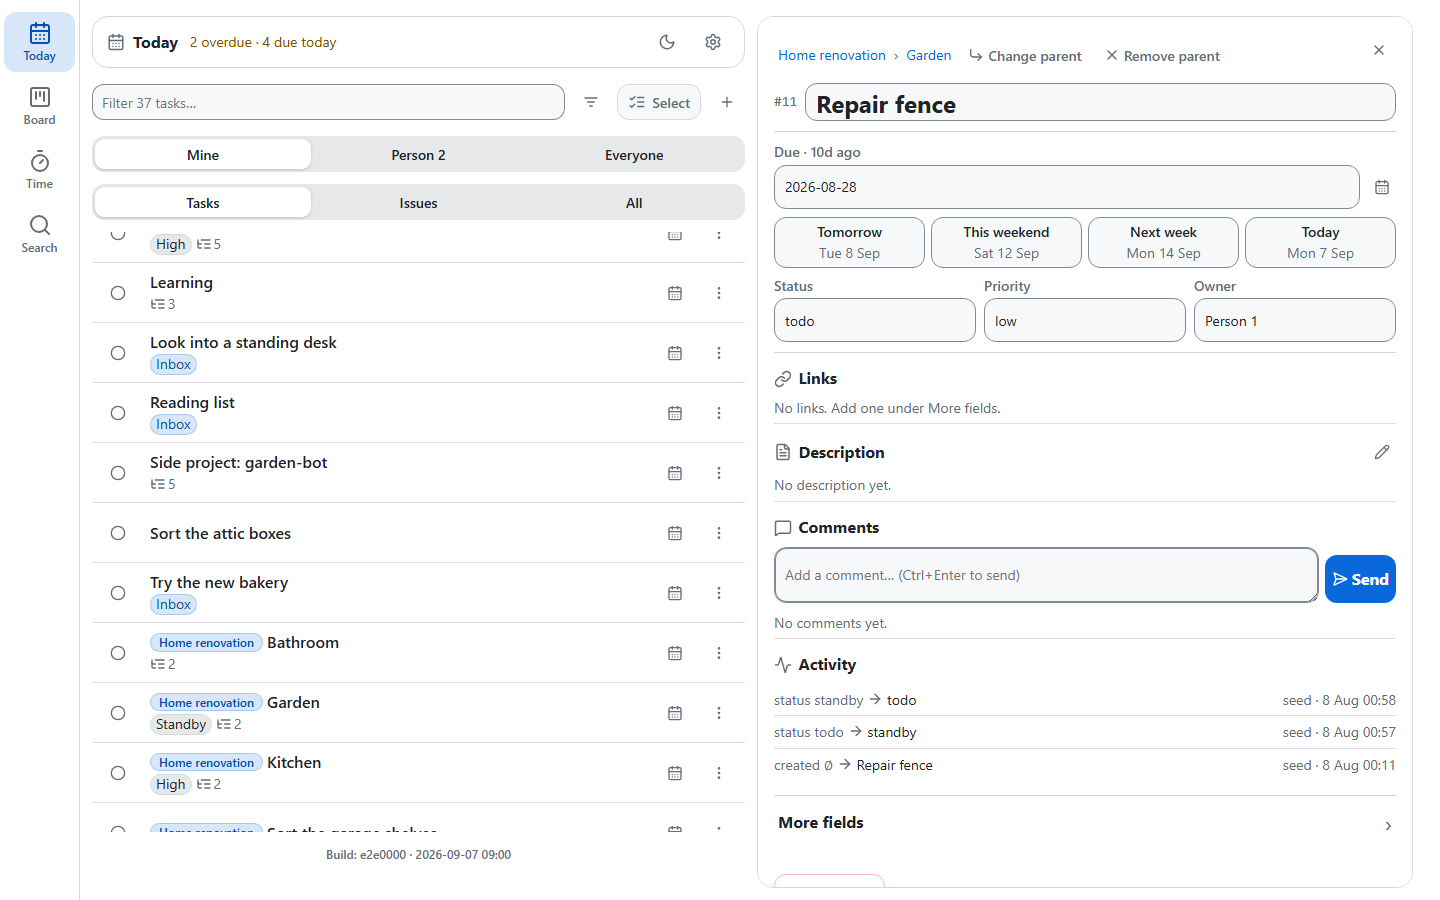 Today
Board
Time
Search
Today 2 overdue · 4 due today
Filter 37 tasks...
Select
Mine Person 2 Everyone
Tasks Issues All
High 5
Learning
3
Look into a standing desk
Inbox
Reading list
Inbox
Side project: garden-bot
5
Sort the attic boxes
Try the new bakery
Inbox
Home renovation Bathroom
2
Home renovation Garden
Standby 2
Home renovation Kitchen
High 2
Home renovation Sort the garage shelves
Build: e2e0000 · 2026-09-07 09:00
Home renovation › Garden Change parent Remove parent
#11 Repair fence
Due · 10d ago
2026-08-28
Tomorrow This weekend Next week Today
Tue 8 Sep Sat 12 Sep Mon 14 Sep Mon 7 Sep
Status Priority Owner
todo low Person 1
Links
No links. Add one under More fields.
Description
No description yet.
Comments
Add a comment... (Ctrl+Enter to send)
Send
No comments yet.
Activity
status standby → todo seed · 8 Aug 00:58
status todo → standby seed · 8 Aug 00:57
created ∅ → Repair fence seed · 8 Aug 00:11
More fields